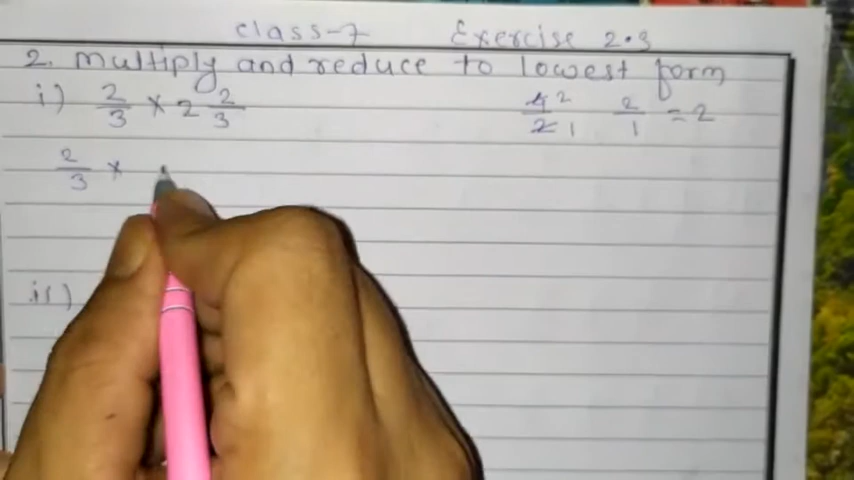 class-7 Exercise 2.3
2. Multiply and reduce to lowest form
i) 2/3 × 2 2/3 4̶ 2/2̶ 1 2/1 = 2
2/3 ×
ii)